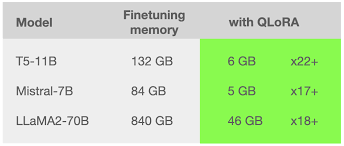 Model Finetuning memory with QLoRA
T5-11B 132 GB 6 GB x22+
Mistral-7B 84 GB 5 GB x17+
LLaMA2-70B 840 GB 46 GB x18+